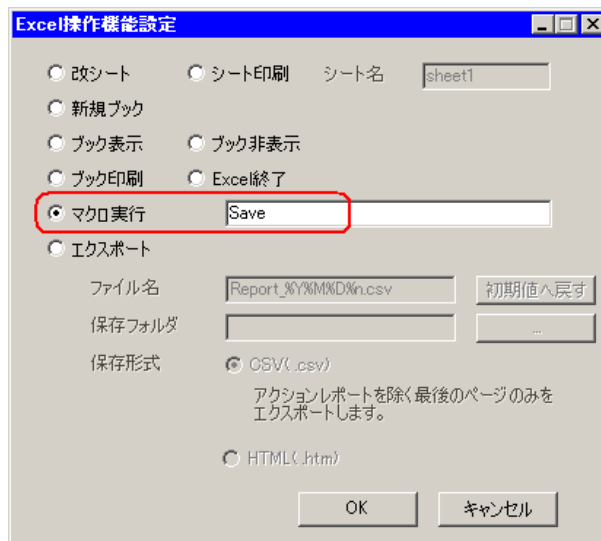 Excel操作機能設定
改シート シート印刷 シート名 sheet1
新規ブック
ブック表示 ブック非表示
ブック印刷 Excel終了
マクロ実行 Save
エクスポート
ファイル名 Report_%Y%M%D%n.csv 初期値へ戻す
保存フォルダ ...
保存形式 CSV( .csv)
アクションレポートを除く最後のページのみを
エクスポートします。
HTML( .htm)
OK キャンセル